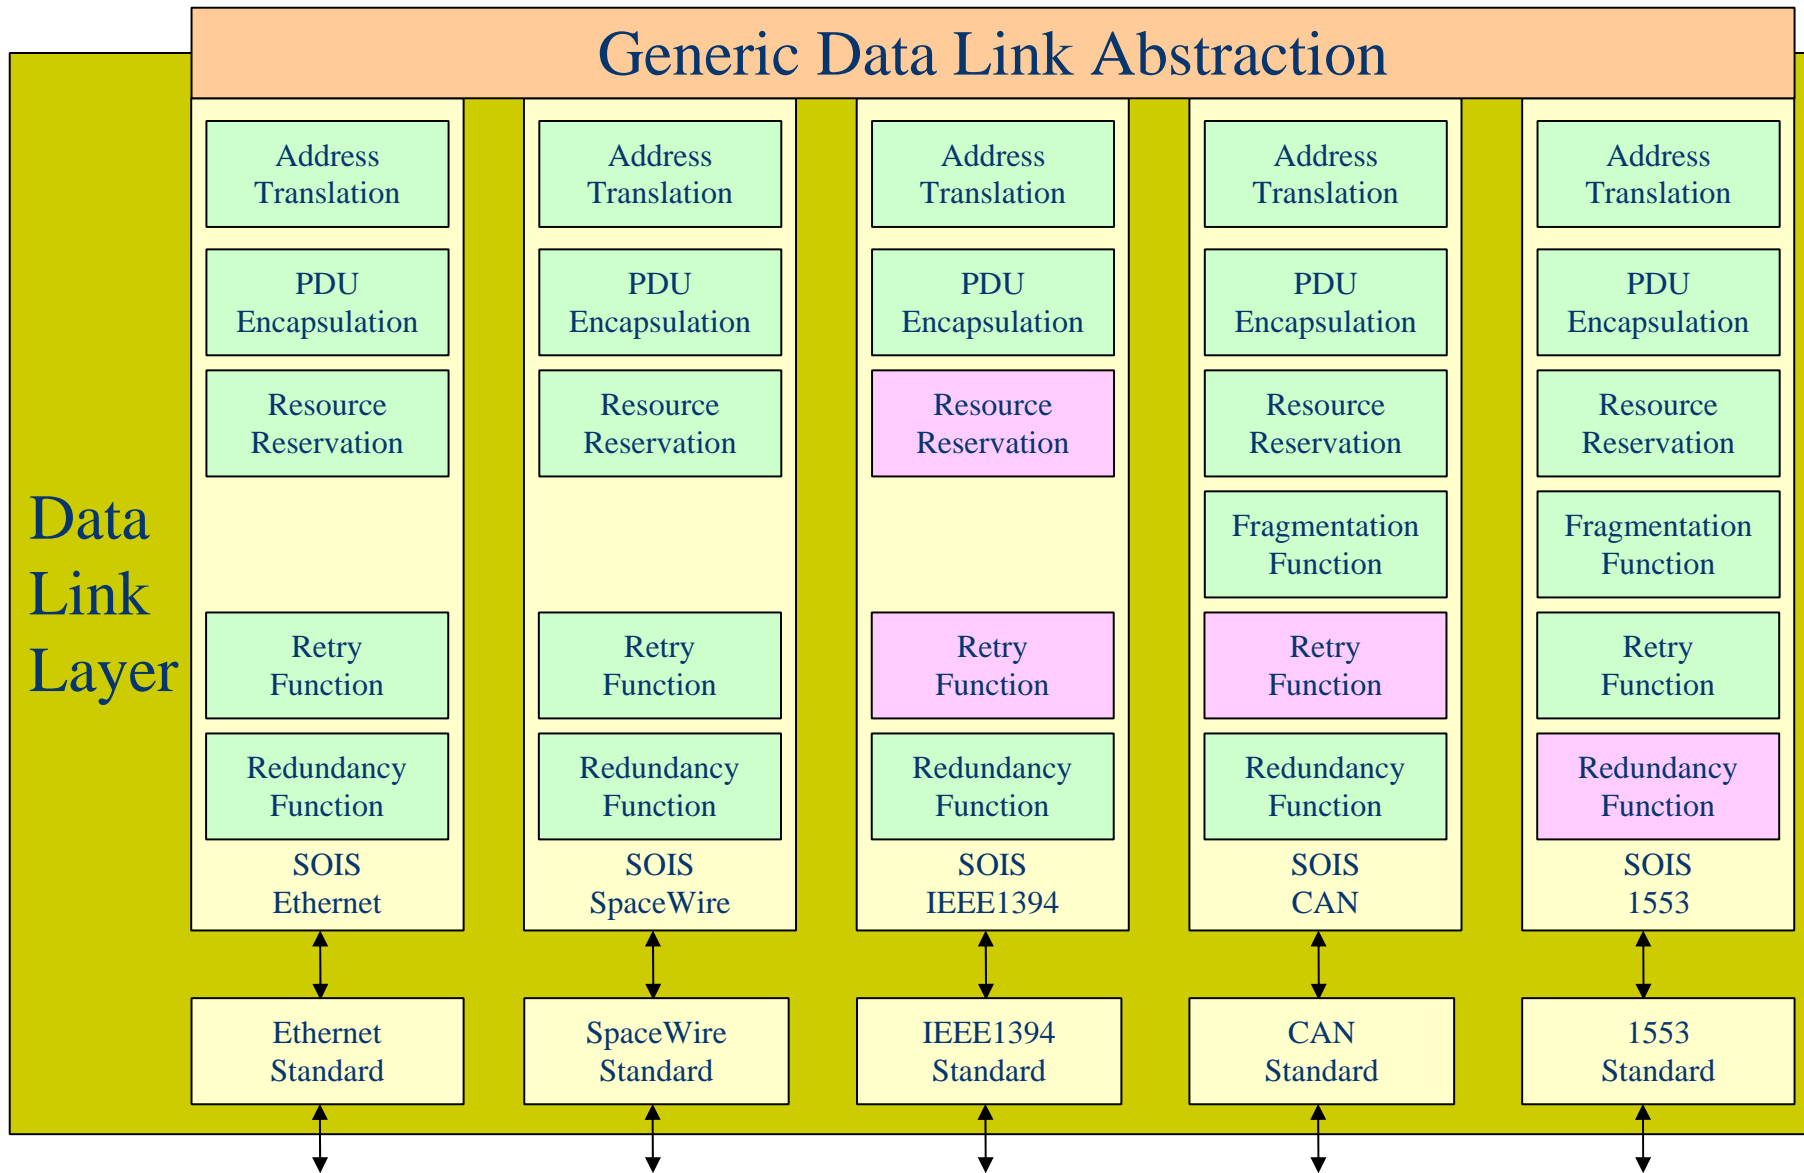 Generic Data Link Abstraction
Data
Link
Layer
Address
Translation
PDU
Encapsulation
Resource
Reservation
Retry
Function
Redundancy
Function
SOIS
Ethernet
Address
Translation
PDU
Encapsulation
Resource
Reservation
Retry
Function
Redundancy
Function
SOIS
SpaceWire
Address
Translation
PDU
Encapsulation
Resource
Reservation
Retry
Function
Redundancy
Function
SOIS
IEEE1394
Address
Translation
PDU
Encapsulation
Resource
Reservation
Fragmentation
Function
Retry
Function
Redundancy
Function
SOIS
CAN
Address
Translation
PDU
Encapsulation
Resource
Reservation
Fragmentation
Function
Retry
Function
Redundancy
Function
SOIS
1553
Ethernet
Standard
SpaceWire
Standard
IEEE1394
Standard
CAN
Standard
1553
Standard